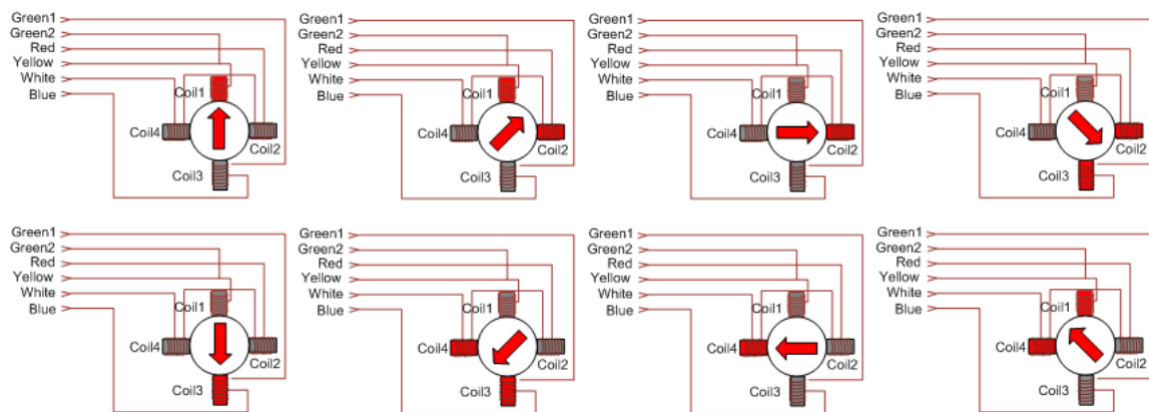 Green1
Green2
Red
Yellow
White
Blue
Coil1
Coil4
Coil2
Coil3
Green1
Green2
Red
Yellow
White
Blue
Coil1
Coil4
Coil2
Coil3
Green1
Green2
Red
Yellow
White
Blue
Coil1
Coil4
Coil2
Coil3
Green1
Green2
Red
Yellow
White
Blue
Coil1
Coil4
Coil2
Coil3
Green1
Green2
Red
Yellow
White
Blue
Coil1
Coil4
Coil2
Coil3
Green1
Green2
Red
Yellow
White
Blue
Coil1
Coil4
Coil2
Coil3
Green1
Green2
Red
Yellow
White
Blue
Coil1
Coil4
Coil2
Coil3
Green1
Green2
Red
Yellow
White
Blue
Coil1
Coil4
Coil2
Coil3